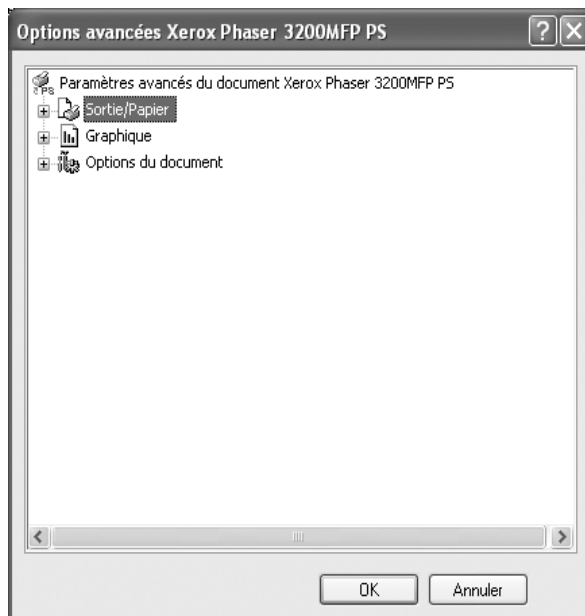 Options avancées Xerox Phaser 3200MFP PS
Paramètres avancés du document Xerox Phaser 3200MFP PS
Sortie/Papier
Graphique
Options du document
OK Annuler